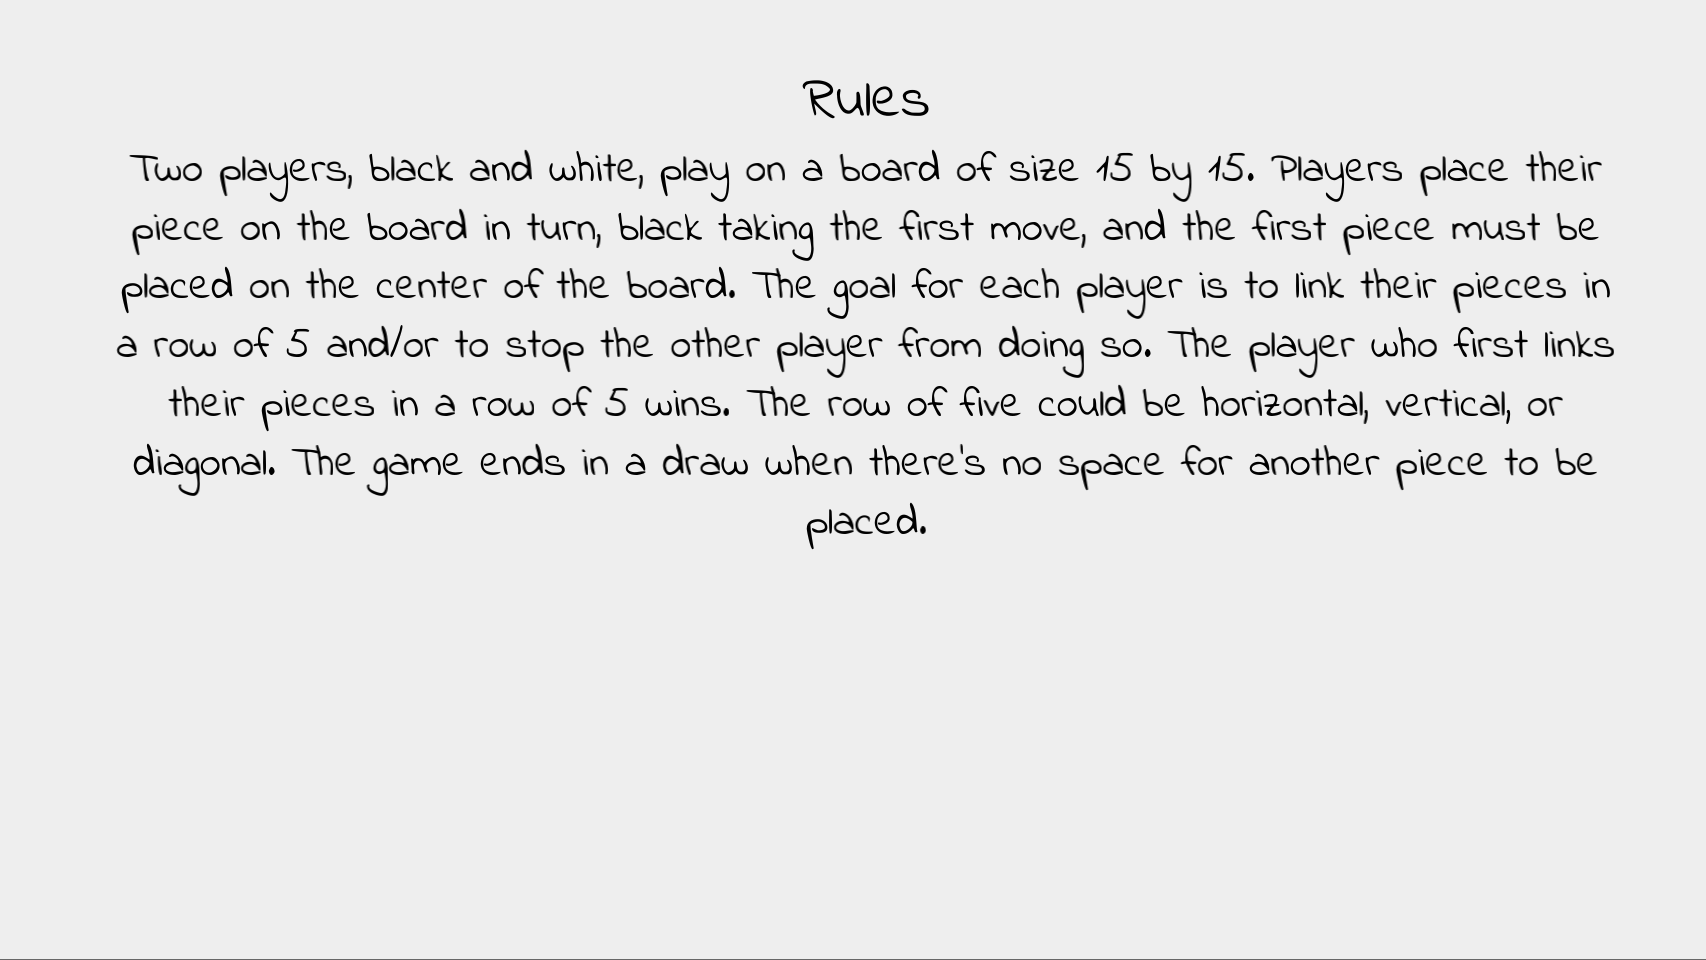 Rules
Two players, black and white, play on a board of size 15 by 15. Players place their
piece on the board in turn, black taking the first move, and the first piece must be
placed on the center of the board. The goal for each player is to link their pieces in
a row of 5 and/or to stop the other player from doing so. The player who first links
their pieces in a row of 5 wins. The row of five could be horizontal, vertical, or
diagonal. The game ends in a draw when there's no space for another piece to be
placed.